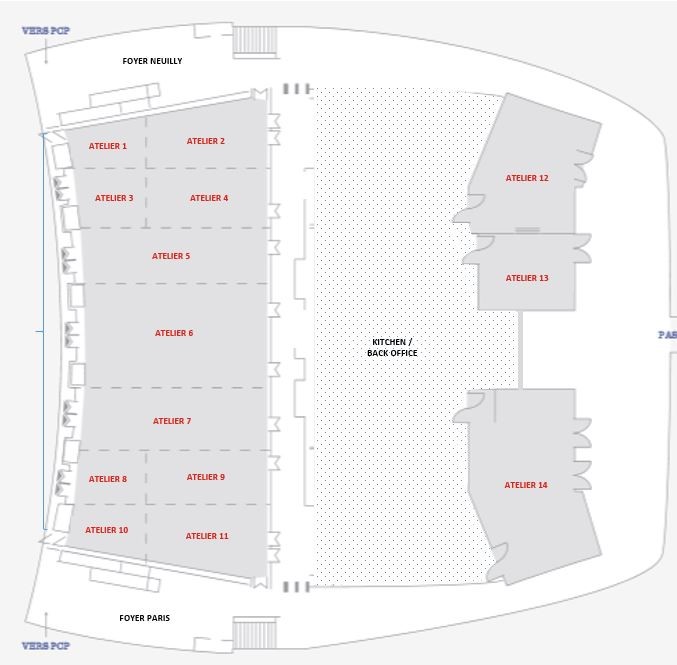 VERS PCP
FOYER NEUILLY
ATELIER 1
ATELIER 2
ATELIER 3
ATELIER 4
ATELIER 5
ATELIER 6
ATELIER 7
ATELIER 8
ATELIER 9
ATELIER 10
ATELIER 11
KITCHEN /
BACK OFFICE
ATELIER 12
ATELIER 13
ATELIER 14
PAS
FOYER PARIS
VERS PCP